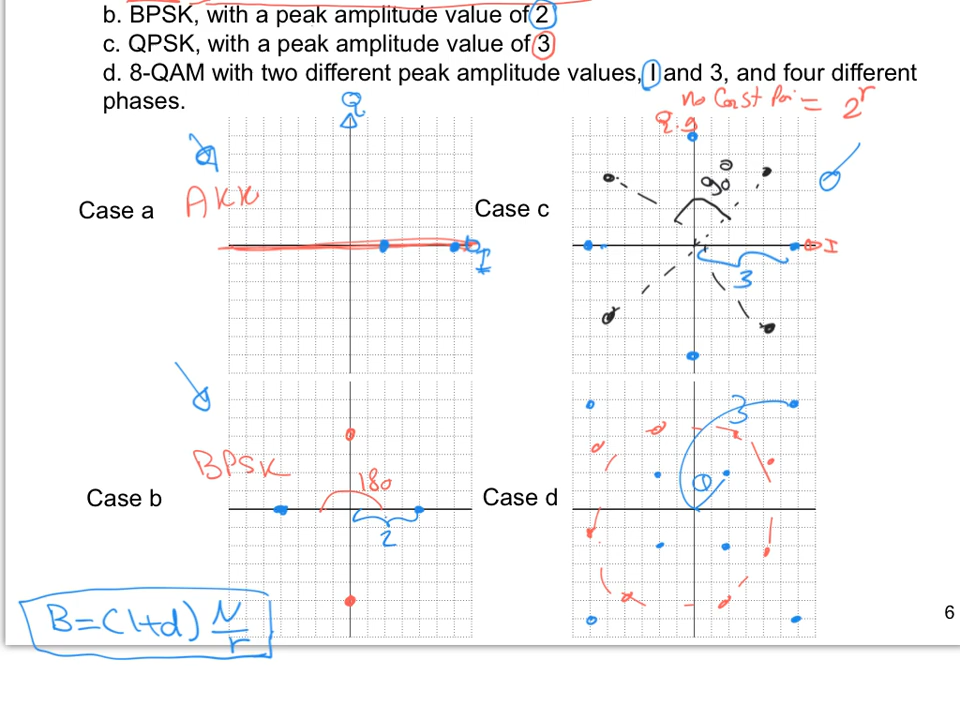 b. BPSK, with a peak amplitude value of 2
c. QPSK, with a peak amplitude value of 3
d. 8-QAM with two different peak amplitude values, 1 and 3, and four different
phases.
no Const Poi = 2^r
Q
90
Case a
Case c
I
I
3
3
BPSK
180
Case b
Case d
2
B=(1+d) N/r
6